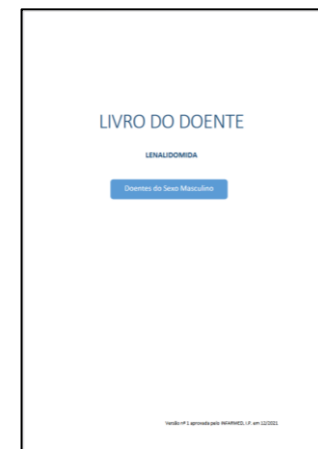 LIVRO DO DOENTE
LENALIDOMIDA
Doentes do Sexo Masculino
Versão nº 1 aprovada pelo INFARMED, I.P. em 12/2021